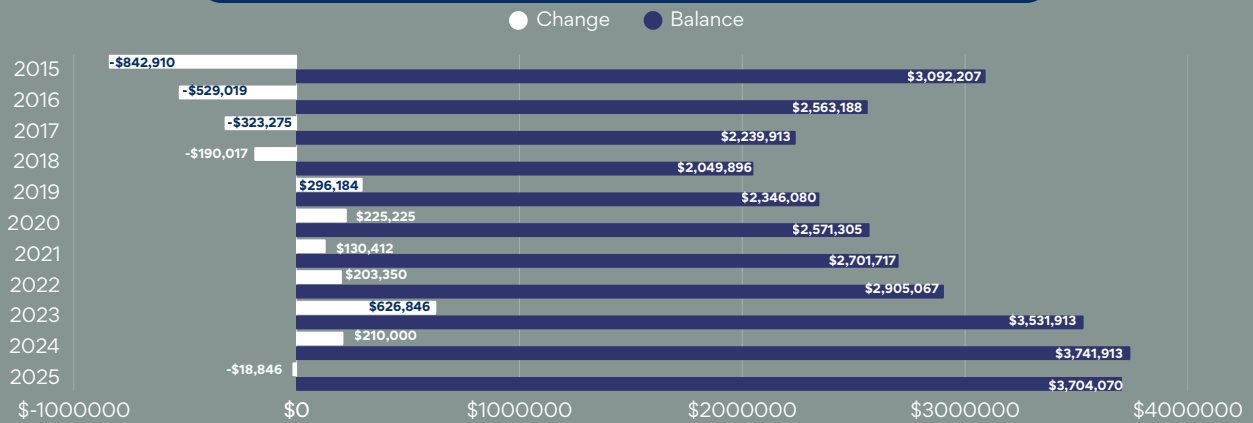 Change Balance
2015 -$842,910 $3,092,207
2016 -$529,019 $2,563,188
2017 -$323,275 $2,239,913
2018 -$190,017 $2,049,896
2019 $296,184 $2,346,080
2020 $225,225 $2,571,305
2021 $130,412 $2,701,717
2022 $203,350 $2,905,067
2023 $626,846 $3,531,913
2024 $210,000 $3,741,913
2025 -$18,846 $3,704,070
$-1000000 $0 $1000000 $2000000 $3000000 $4000000